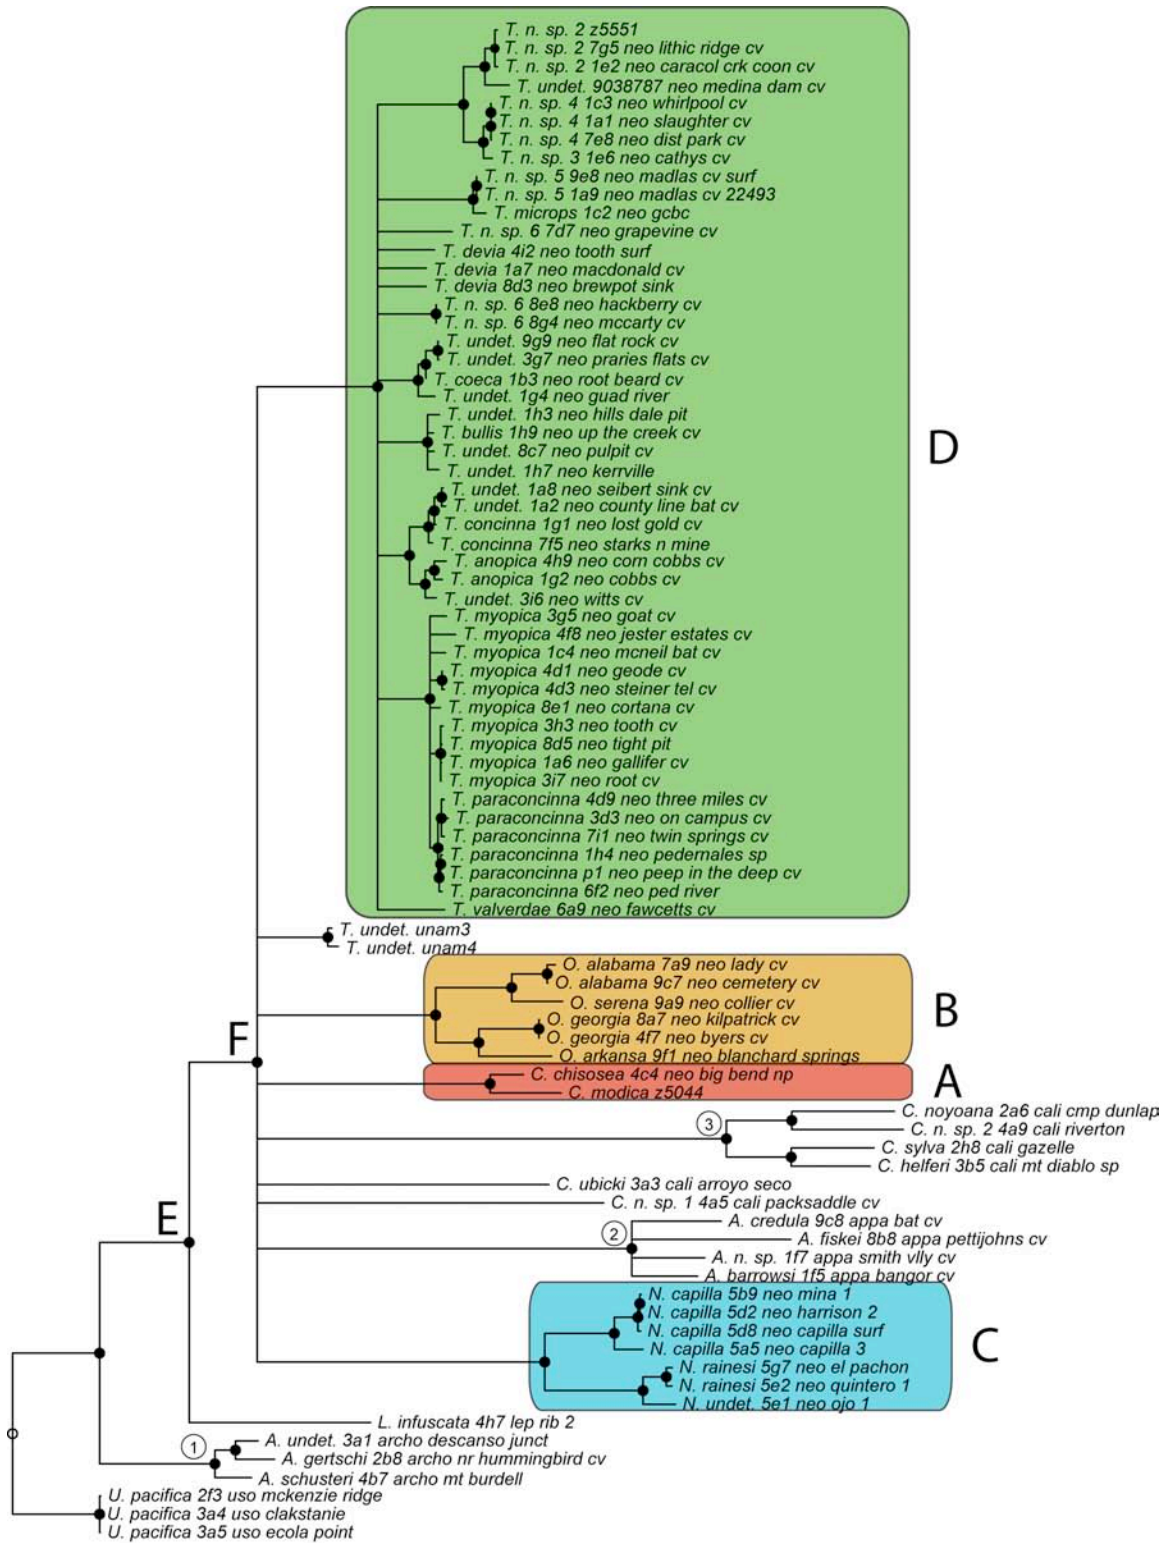 T. n. sp. 2 z5551
T. n. sp. 2 7g5 neo lithic ridge cv
T. n. sp. 2 1e2 neo caracol crk coon cv
T. undet. 9038787 neo medina dam cv
T. n. sp. 4 1c3 neo whirlpool cv
T. n. sp. 4 1a1 neo slaughter cv
T. n. sp. 4 7e8 neo dist park cv
T. n. sp. 3 1e6 neo cathys cv
T. n. sp. 5 9e8 neo madlas cv surf
T. n. sp. 5 1a9 neo madlas cv 22493
T. microps 1c2 neo gcbc
T. n. sp. 6 7d7 neo grapevine cv
T. devia 4i2 neo tooth surf
T. devia 1a7 neo macdonald cv
T. devia 8d3 neo brewpot sink
T. n. sp. 6 8e8 neo hackberry cv
T. n. sp. 6 8g4 neo mccarty cv
T. undet. 9g9 neo flat rock cv
T. undet. 3g7 neo praries flats cv
T. coeca 1b3 neo root beard cv
T. undet. 1g4 neo guad river
T. undet. 1h3 neo hills dale pit
T. bullis 1h9 neo up the creek cv
D
T. undet. 8c7 neo pulpit cv
T. undet. 1h7 neo kerrville
T. undet. 1a8 neo seibert sink cv
T. undet. 1a2 neo county line bat cv
T. concinna 1g1 neo lost gold cv
T. concinna 7f5 neo starks n mine
T. anopica 4h9 neo corn cobbs cv
T. anopica 1g2 neo cobbs cv
T. undet. 3i6 neo witts cv
T. myopica 3g5 neo goat cv
T. myopica 4f8 neo jester estates cv
T. myopica 1c4 neo mcneil bat cv
T. myopica 4d1 neo geode cv
T. myopica 4d3 neo steiner tel cv
T. myopica 8e1 neo cortana cv
T. myopica 3h3 neo tooth cv
T. myopica 8d5 neo tight pit
T. myopica 1a6 neo gallifer cv
T. myopica 3i7 neo root cv
T. paraconcinna 4d9 neo three miles cv
T. paraconcinna 3d3 neo on campus cv
T. paraconcinna 7i1 neo twin springs cv
T. paraconcinna 1h4 neo pedernales sp
T. paraconcinna p1 neo peep in the deep cv
T. paraconcinna 6f2 neo ped river
T. valverdae 6a9 neo fawcetts cv
T. undet. unam3
T. undet. unam4
O. alabama 7a9 neo lady cv
O. alabama 9c7 neo cemetery cv
O. serena 9a9 neo collier cv
B
O. georgia 8a7 neo kilpatrick cv
O. georgia 4f7 neo byers cv
F
O. arkansa 9f1 neo blanchard springs
C. chisosea 4c4 neo big bend np
A
C. modica z5044
C. noyoana 2a6 cali cmp dunlap
3
C. n. sp. 2 4a9 cali riverton
C. sylva 2h8 cali gazelle
C. helferi 3b5 cali mt diablo sp
C. ubicki 3a3 cali arroyo seco
C. n. sp. 1 4a5 cali packsaddle cv
E
A. credula 9c8 appa bat cv
2
A. fiskei 8b8 appa pettijohns cv
A. n. sp. 1f7 appa smith vlly cv
A. barrowsi 1f5 appa bangor cv
N. capilla 5b9 neo mina 1
N. capilla 5d2 neo harrison 2
N. capilla 5d8 neo capilla surf
C
N. capilla 5a5 neo capilla 3
N. rainesi 5g7 neo el pachon
N. rainesi 5e2 neo quintero 1
N. undet. 5e1 neo ojo 1
L. infuscata 4h7 lep rib 2
1
A. undet. 3a1 archo descanso junct
A. gertschi 2b8 archo nr hummingbird cv
A. schusteri 4b7 archo mt burdell
U. pacifica 2f3 uso mckenzie ridge
U. pacifica 3a4 uso clakstanie
U. pacifica 3a5 uso ecola point